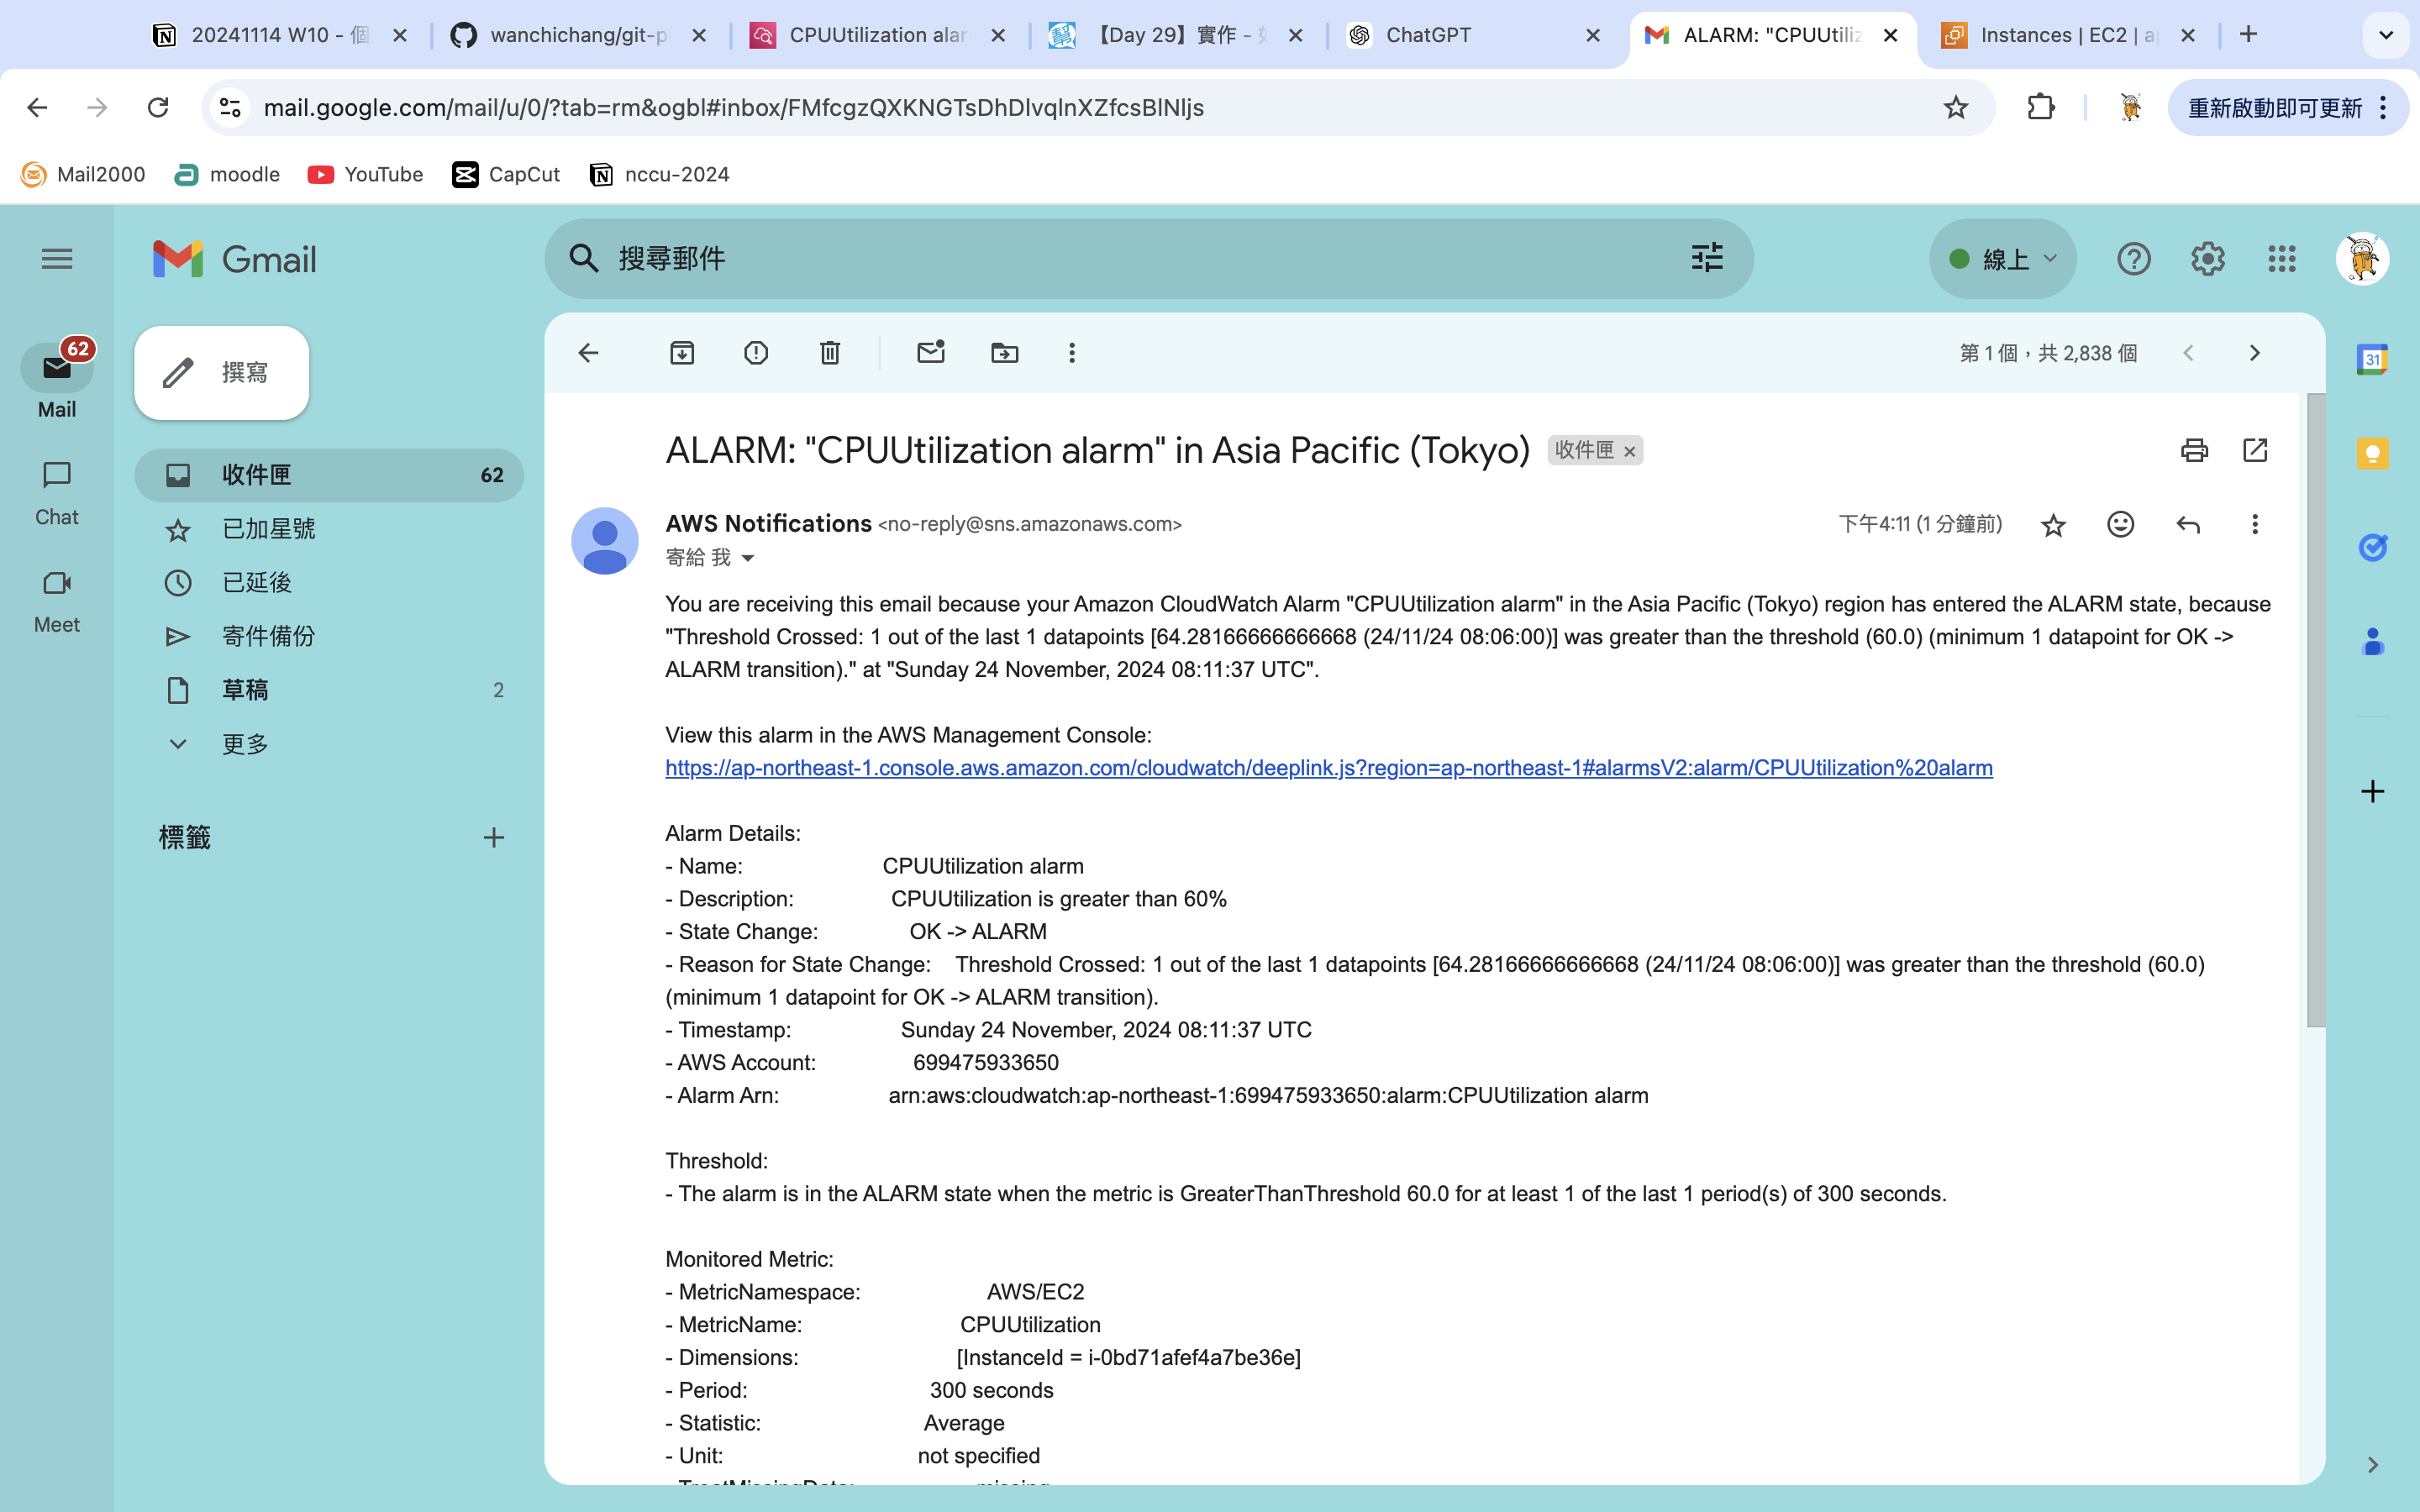 20241114 W10 - 個
wanchichang/git-p
CPUUtilization alar
【Day 29】實作 -
ChatGPT
ALARM: "CPUUtiliz
Instances | EC2 | a
mail.google.com/mail/u/0/?tab=rm&ogbl#inbox/FMfcgzQXKNGTsDhDlvqlnXZfcsBlNljs
重新啟動即可更新
Mail2000
moodle
YouTube
CapCut
nccu-2024
Gmail
搜尋郵件
線上
62
Mail
Chat
Meet
撰寫
收件匣 62
已加星號
已延後
寄件備份
草稿 2
更多
標籤
第 1 個，共 2,838 個
31
ALARM: "CPUUtilization alarm" in Asia Pacific (Tokyo) 收件匣
AWS Notifications <no-reply@sns.amazonaws.com>
下午4:11 (1 分鐘前)
寄給 我
You are receiving this email because your Amazon CloudWatch Alarm "CPUUtilization alarm" in the Asia Pacific (Tokyo) region has entered the ALARM state, because
"Threshold Crossed: 1 out of the last 1 datapoints [64.28166666666668 (24/11/24 08:06:00)] was greater than the threshold (60.0) (minimum 1 datapoint for OK ->
ALARM transition)." at "Sunday 24 November, 2024 08:11:37 UTC".
View this alarm in the AWS Management Console:
https://ap-northeast-1.console.aws.amazon.com/cloudwatch/deeplink.js?region=ap-northeast-1#alarmsV2:alarm/CPUUtilization%20alarm
Alarm Details:
- Name: CPUUtilization alarm
- Description: CPUUtilization is greater than 60%
- State Change: OK -> ALARM
- Reason for State Change: Threshold Crossed: 1 out of the last 1 datapoints [64.28166666666668 (24/11/24 08:06:00)] was greater than the threshold (60.0)
(minimum 1 datapoint for OK -> ALARM transition).
- Timestamp: Sunday 24 November, 2024 08:11:37 UTC
- AWS Account: 699475933650
- Alarm Arn: arn:aws:cloudwatch:ap-northeast-1:699475933650:alarm:CPUUtilization alarm
Threshold:
- The alarm is in the ALARM state when the metric is GreaterThanThreshold 60.0 for at least 1 of the last 1 period(s) of 300 seconds.
Monitored Metric:
- MetricNamespace: AWS/EC2
- MetricName: CPUUtilization
- Dimensions: [InstanceId = i-0bd71afef4a7be36e]
- Period: 300 seconds
- Statistic: Average
- Unit: not specified
- TreatMissingData: missing